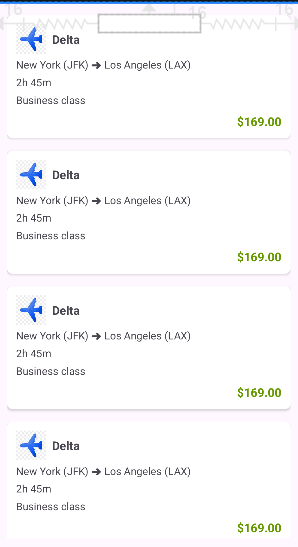 16 16
16
Delta
New York (JFK) ➔ Los Angeles (LAX)
2h 45m
Business class
$169.00
Delta
New York (JFK) ➔ Los Angeles (LAX)
2h 45m
Business class
$169.00
Delta
New York (JFK) ➔ Los Angeles (LAX)
2h 45m
Business class
$169.00
Delta
New York (JFK) ➔ Los Angeles (LAX)
2h 45m
Business class
$169.00